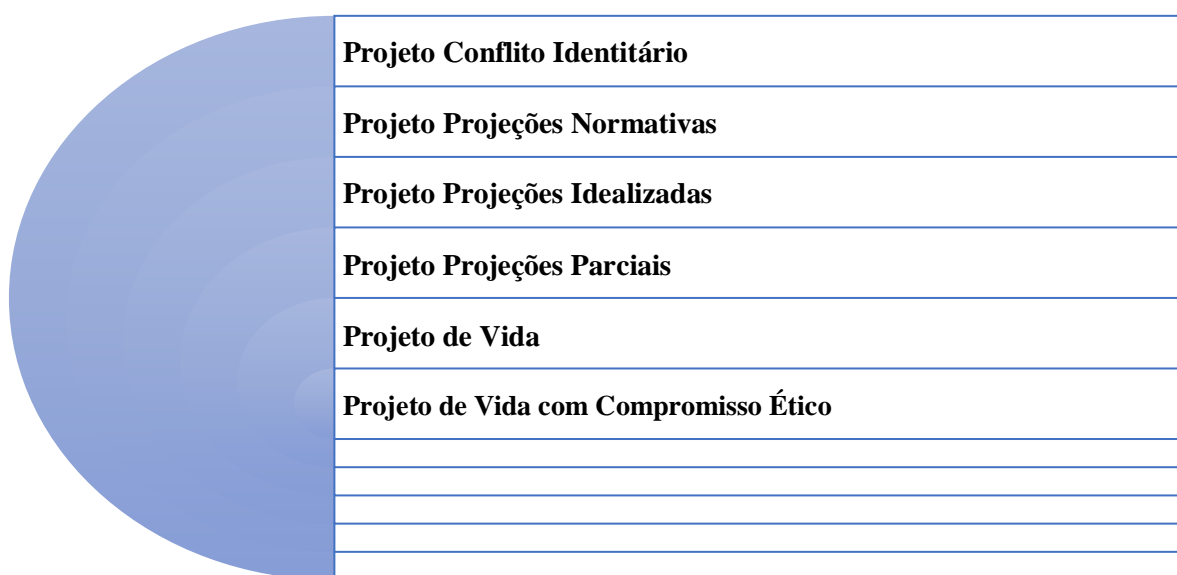 Projeto Conflito Identitário
Projeto Projeções Normativas
Projeto Projeções Idealizadas
Projeto Projeções Parciais
Projeto de Vida
Projeto de Vida com Compromisso Ético